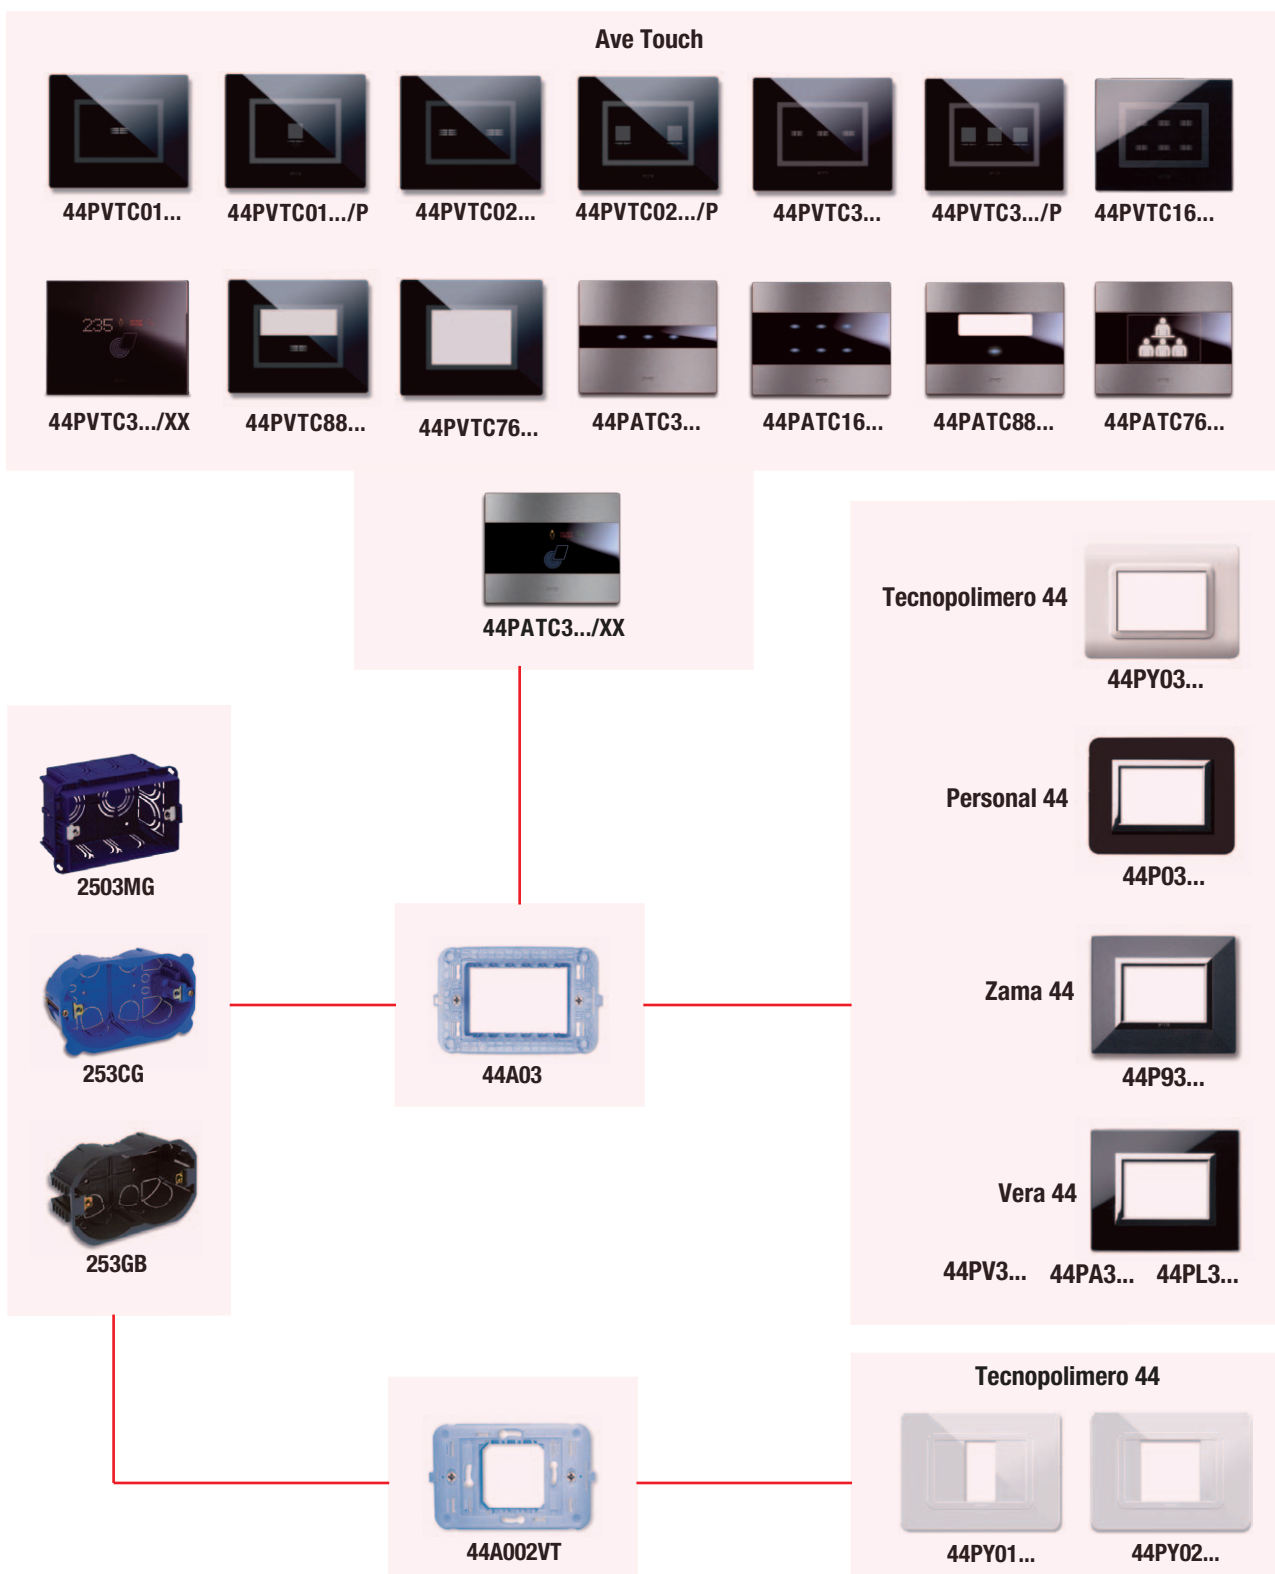 Ave Touch
44PVTC01... 44PVTC01.../P 44PVTC02... 44PVTC02.../P 44PVTC3... 44PVTC3.../P 44PVTC16...
235
44PVTC3.../XX 44PVTC88... 44PVTC76... 44PATC3... 44PATC16... 44PATC88... 44PATC76...
44PATC3.../XX
Tecnopolimero 44
44PY03...
Personal 44
44P03...
Zama 44
44P93...
Vera 44
44PV3... 44PA3... 44PL3...
2503MG
253CG
253GB
44A03
44A002VT
Tecnopolimero 44
44PY01... 44PY02...